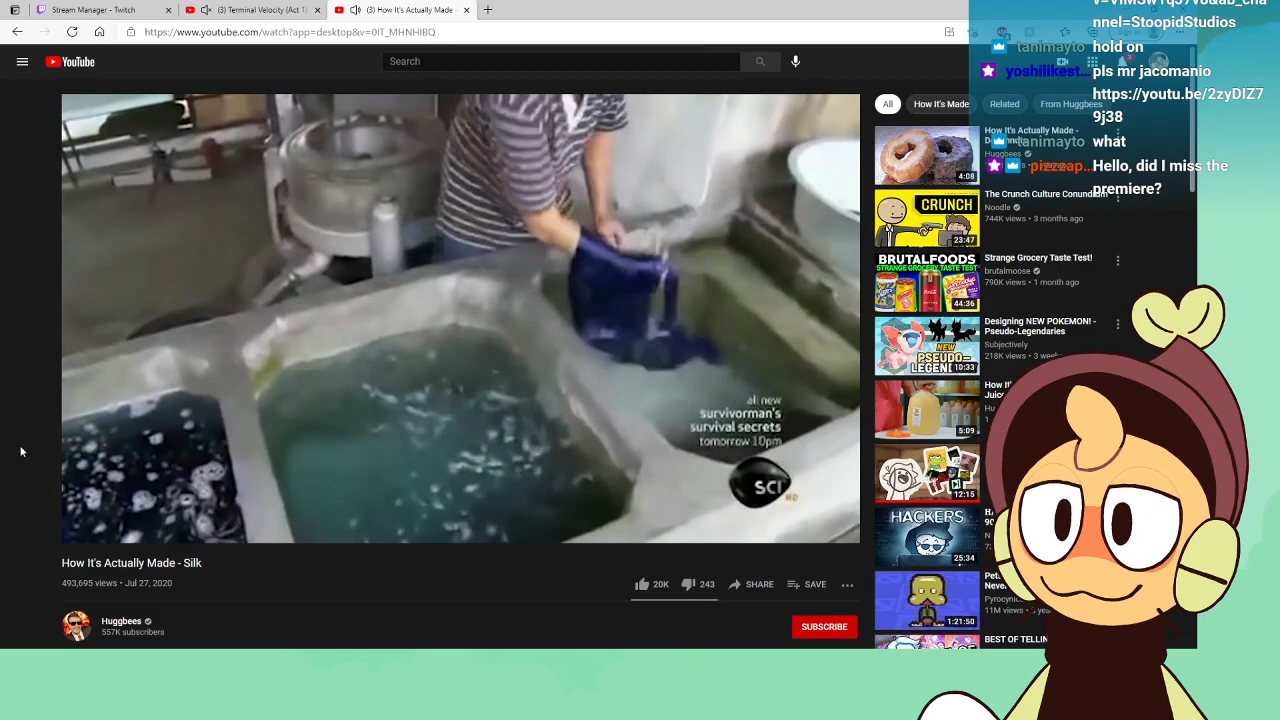 Stream Manager - Twitch
(3) Terminal Velocity (Act 1)
(3) How It's Actually Made -
https://www.youtube.com/watch?app=desktop&v=0IT_MHNHlBQ
nnel=StoopidStudios
tanimayto hold on
yoshilikest... pls mr jacomanio
https://youtu.be/2zyDIZ7
9j38
tanimayto what
pizzap... Hello, did I miss the
premiere?
YouTube
Search
All
How It's Made
Related
From Huggbees
How It's Actually Made -
Huggbees
4:08
CRUNCH
23:47
The Crunch Culture Conundrum
Noodle
744K views • 3 months ago
BRUTALFOODS
STRANGE GROCERY TASTE TEST!
44:36
Strange Grocery Taste Test!
brutalmoose
790K views • 1 month ago
NEW
PSEUDO-
LEGEN
10:33
Designing NEW POKEMON! -
Pseudo-Legendaries
Subjectively
218K views • 3
5:09
12:15
HACKERS
25:34
1:21:50
Pyrocyni
11M views
BEST OF TELLIN
all new
survivorman's
survival secrets
tomorrow 10pm
SCI
HD
How It's Actually Made - Silk
493,695 views • Jul 27, 2020
20K
243
SHARE
SAVE
Huggbees
557K subscribers
SUBSCRIBE